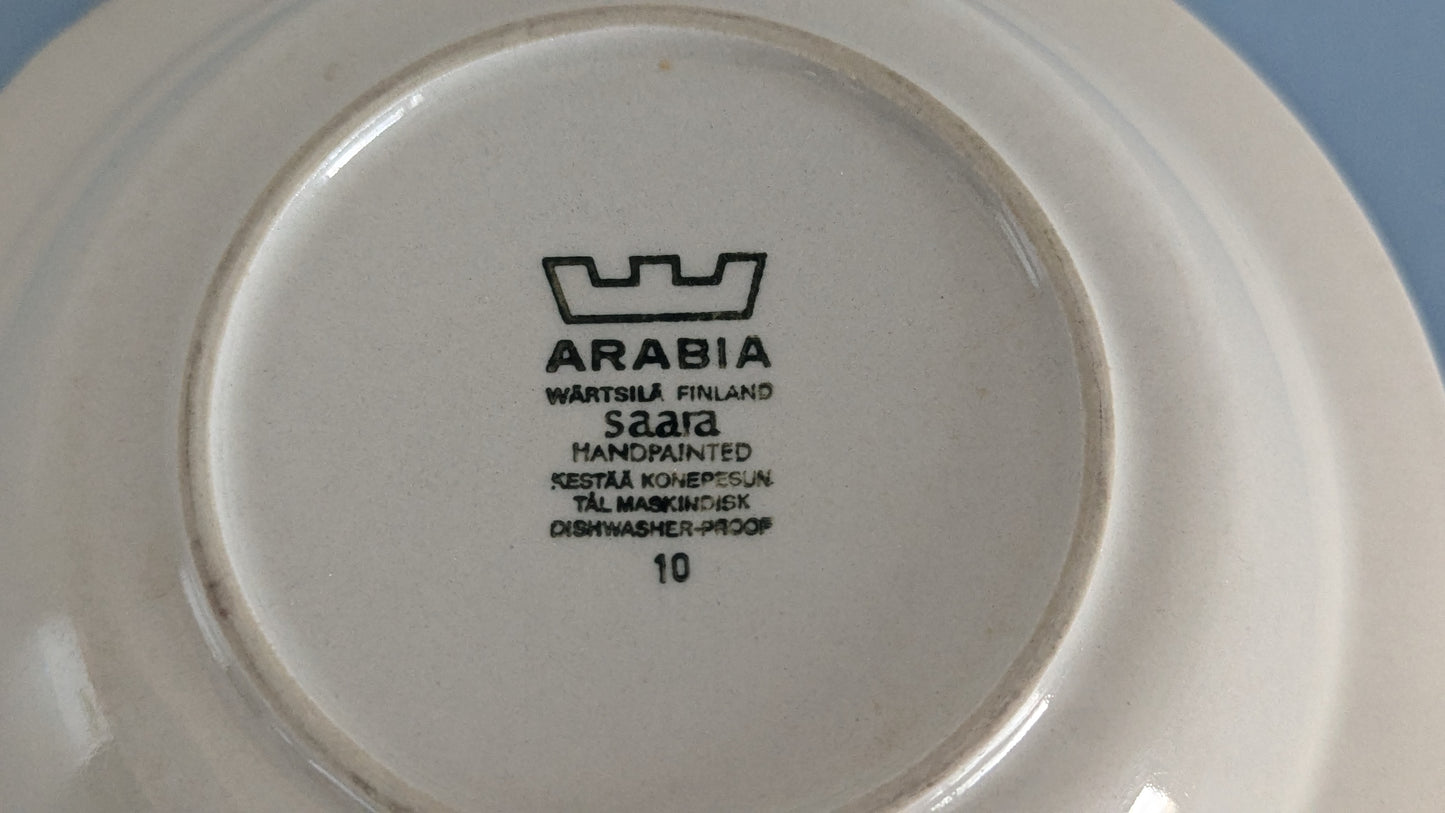 ARABIA
WÄRTSILÄ FINLAND
saara
HANDPAINTED
KESTÄÄ KONEPESUN
TÅL MASKINDISK
DISHWASHER-PROOF
10